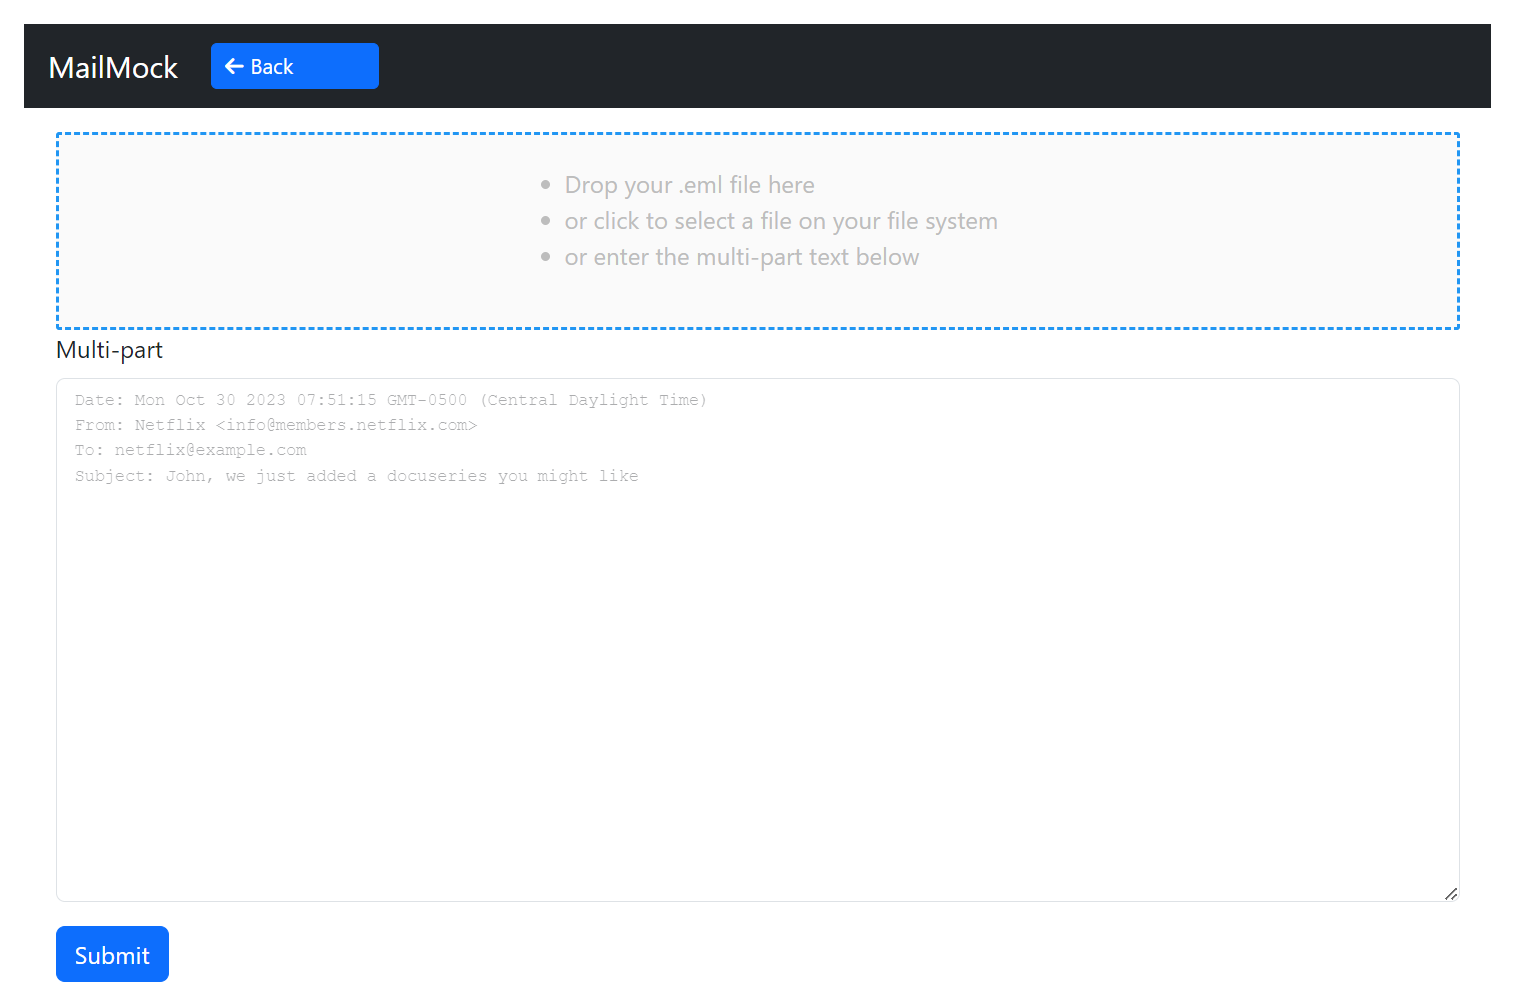 MailMock
Back
Drop your .eml file here
or click to select a file on your file system
or enter the multi-part text below
Multi-part
Date: Mon Oct 30 2023 07:51:15 GMT-0500 (Central Daylight Time)
From: Netflix <info@members.netflix.com>
To: netflix@example.com
Subject: John, we just added a docuseries you might like
Submit